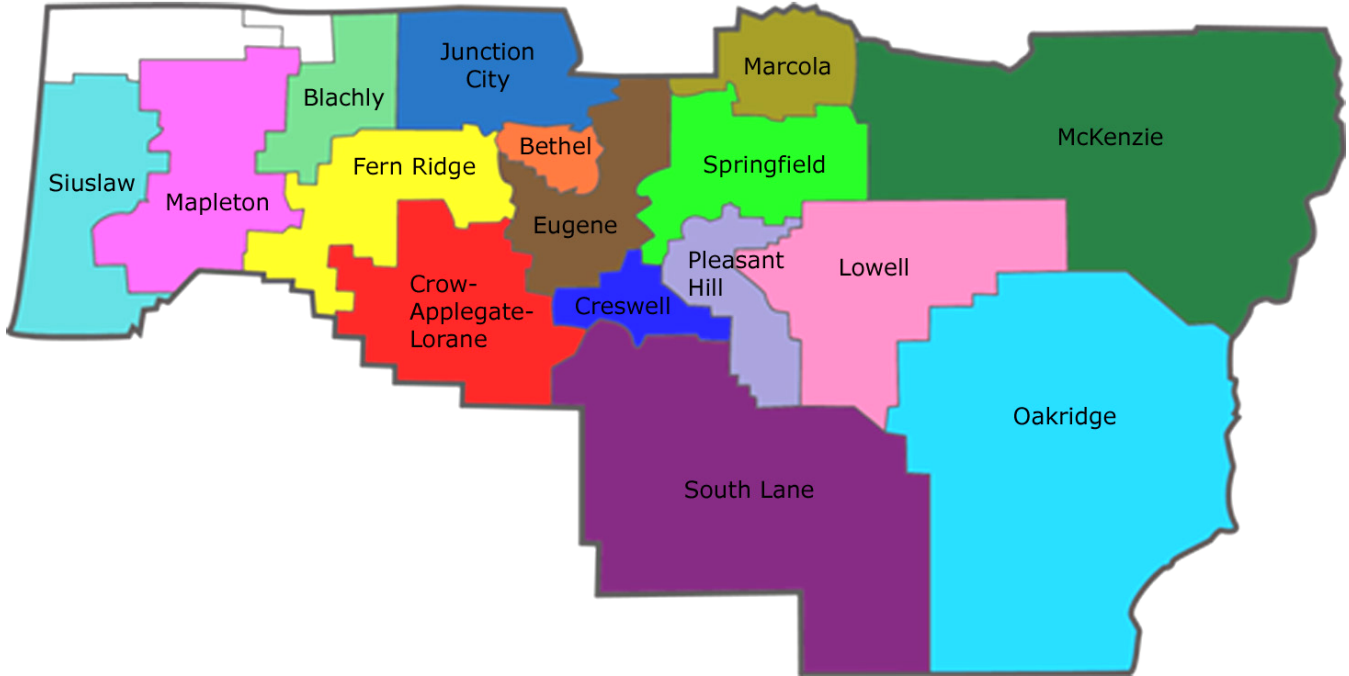 Junction
City
Marcola
Blachly
McKenzie
Bethel
Fern Ridge
Springfield
Siuslaw
Mapleton
Eugene
Pleasant
Hill
Lowell
Crow-
Applegate-
Lorane
Creswell
Oakridge
South Lane